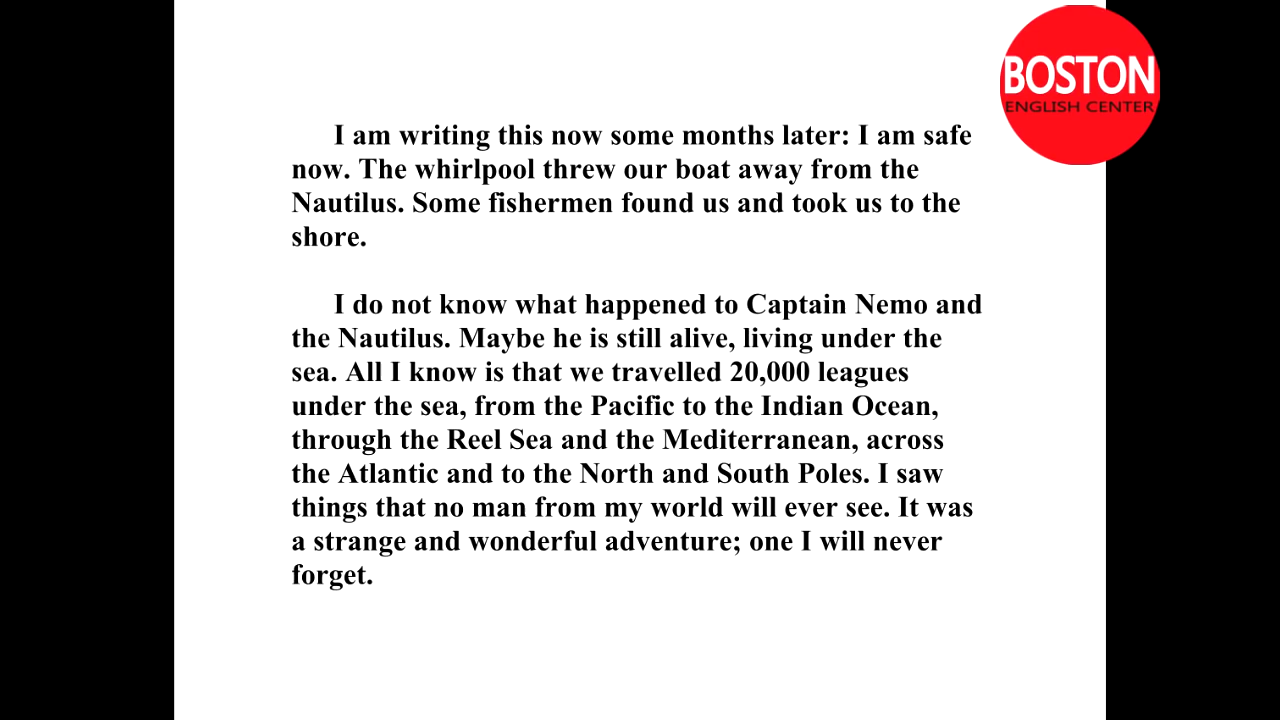 BOSTON
ENGLISH CENTER
I am writing this now some months later: I am safe
now. The whirlpool threw our boat away from the
Nautilus. Some fishermen found us and took us to the
shore.
I do not know what happened to Captain Nemo and
the Nautilus. Maybe he is still alive, living under the
sea. All I know is that we travelled 20,000 leagues
under the sea, from the Pacific to the Indian Ocean,
through the Reel Sea and the Mediterranean, across
the Atlantic and to the North and South Poles. I saw
things that no man from my world will ever see. It was
a strange and wonderful adventure; one I will never
forget.